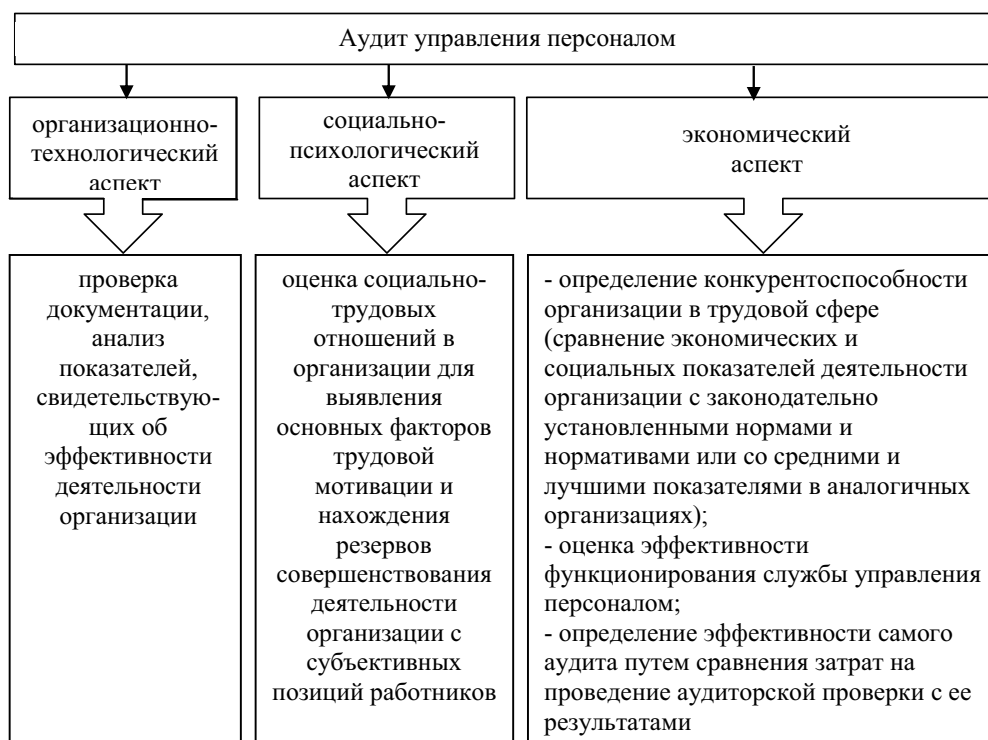 Аудит управления персоналом
организационно-
технологический
аспект
социально-
психологический
аспект
экономический
аспект
проверка
документации,
анализ
показателей,
свидетельствую-
щих об
эффективности
деятельности
организации
оценка социально-
трудовых
отношений в
организации для
выявления
основных факторов
трудовой
мотивации и
нахождения
резервов
совершенствования
деятельности
организации с
субъективных
позиций работников
- определение конкурентоспособности
организации в трудовой сфере
(сравнение экономических и
социальных показателей деятельности
организации с законодательно
установленными нормами и
нормативами или со средними и
лучшими показателями в аналогичных
организациях);
- оценка эффективности
функционирования службы управления
персоналом;
- определение эффективности самого
аудита путем сравнения затрат на
проведение аудиторской проверки с ее
результатами